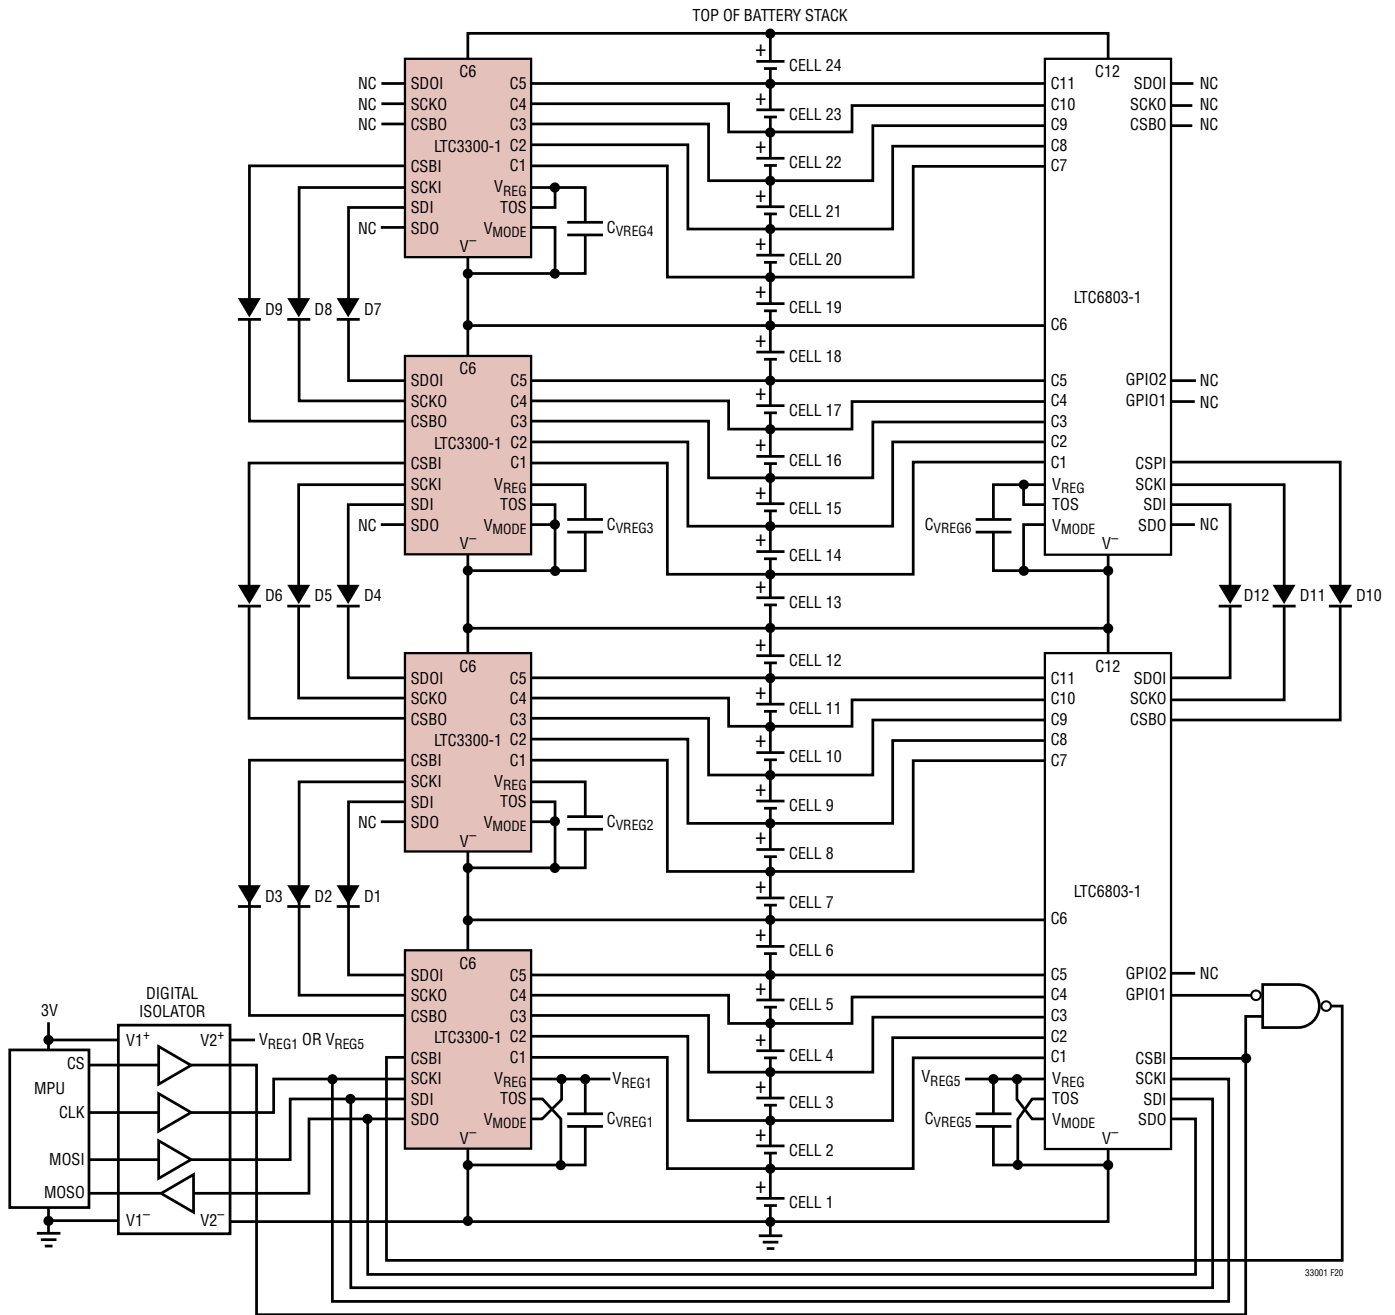 TOP OF BATTERY STACK
C6
NC SDOI C5
NC SCKO C4
NC CSBO C3
LTC3300-1 C2
CSBI C1
SCKI VREG
SDI TOS
NC SDO VMODE
V−
CVREG4
D9 D8 D7
C6
SDOI C5
SCKO C4
CSBO C3
LTC3300-1 C2
CSBI C1
SCKI VREG
SDI TOS
NC SDO VMODE
V−
CVREG3
D6 D5 D4
C6
SDOI C5
SCKO C4
CSBO C3
LTC3300-1 C2
CSBI C1
SCKI VREG
SDI TOS
NC SDO VMODE
V−
CVREG2
D3 D2 D1
C6
SDOI C5
SCKO C4
CSBO C3
LTC3300-1 C2
CSBI C1
SCKI VREG VREG1
SDI TOS
SDO VMODE
V−
CVREG1
+ CELL 24
+ CELL 23
+ CELL 22
+ CELL 21
+ CELL 20
+ CELL 19
+ CELL 18
+ CELL 17
+ CELL 16
+ CELL 15
+ CELL 14
+ CELL 13
+ CELL 12
+ CELL 11
+ CELL 10
+ CELL 9
+ CELL 8
+ CELL 7
+ CELL 6
+ CELL 5
+ CELL 4
+ CELL 3
+ CELL 2
+ CELL 1
C12
C11 SDOI NC
C10 SCKO NC
C9 CSBO NC
C8
C7
LTC6803-1
C6
C5 GPIO2 NC
C4 GPIO1 NC
C3
C2
C1 CSPI
VREG SCKI
TOS SDI
VMODE SDO NC
V−
CVREG6
D12 D11 D10
C12
C11 SDOI
C10 SCKO
C9 CSBO
C8
C7
LTC6803-1
C6
C5 GPIO2 NC
C4 GPIO1
C3
C2
C1 CSBI
VREG5 VREG SCKI
TOS SDI
VMODE SDO
V−
CVREG5
3V
DIGITAL
ISOLATOR
V1+ V2+ VREG1 OR VREG5
CS
MPU
CLK
MOSI
MOSO
V1− V2−
33001 F20